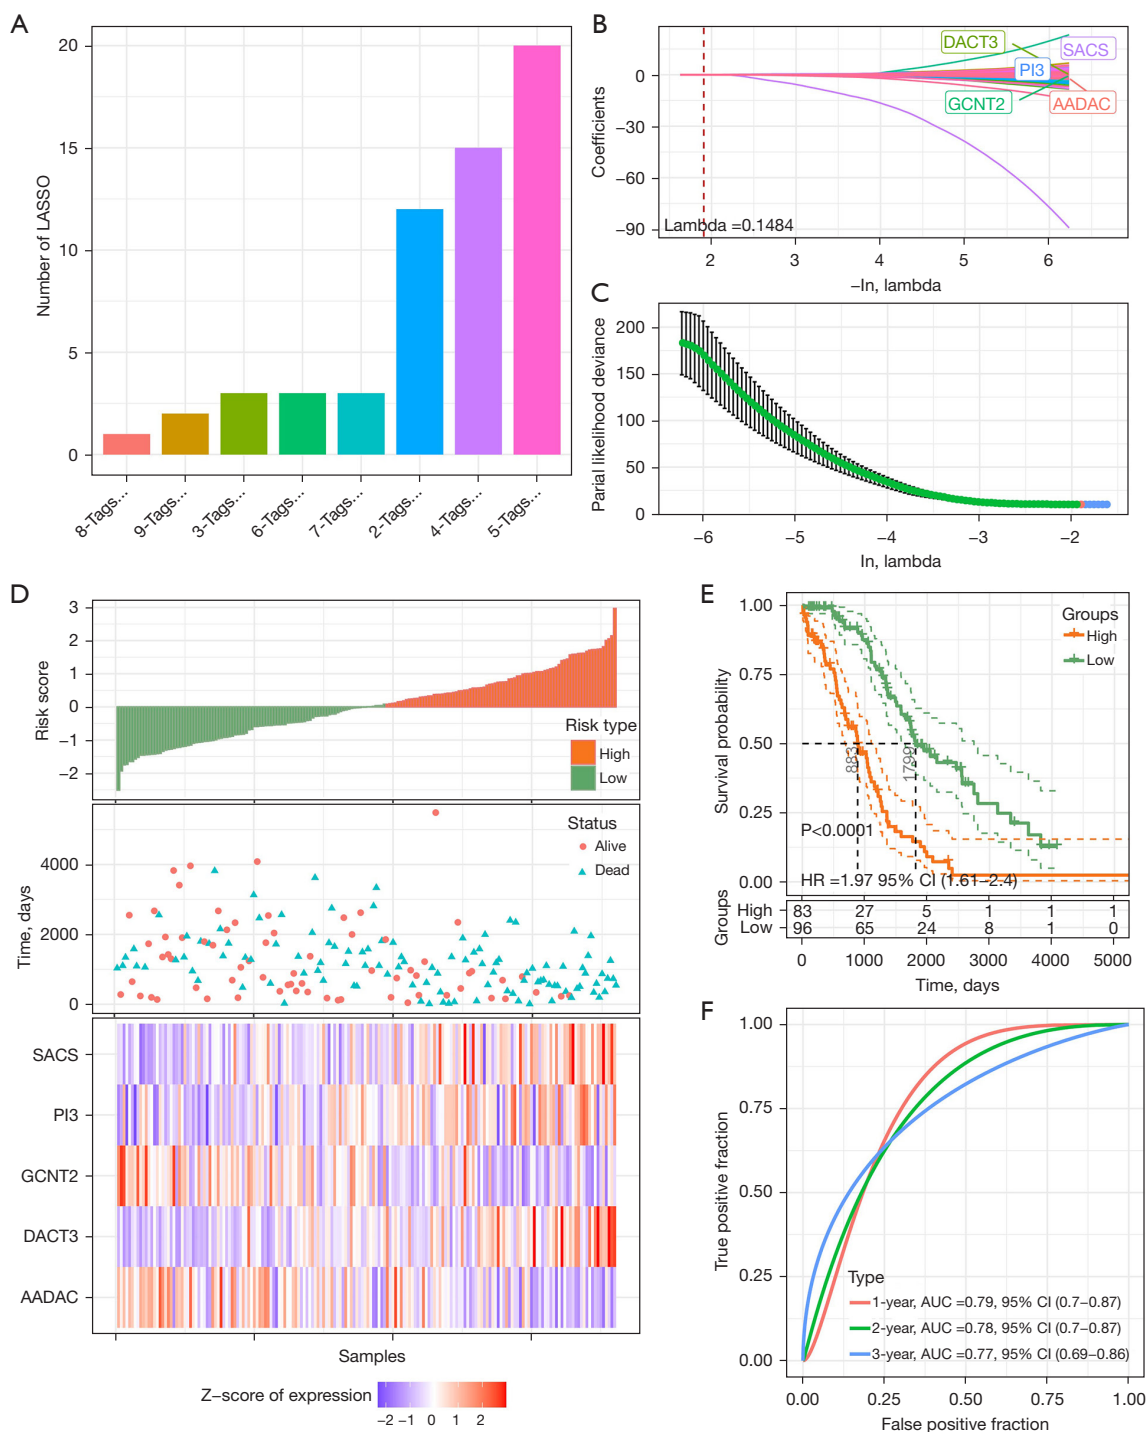 A
20
15
10
5
0
Number of LASSO
8-Tags...
9-Tags...
3-Tags...
6-Tags...
7-Tags...
2-Tags...
4-Tags...
5-Tags...
B
0
−30
−60
−90
Coefficients
DACT3
SACS
PI3
GCNT2
AADAC
Lambda =0.1484
2 3 4 5 6
−ln, lambda
C
200
150
100
50
0
Parial likelihood deviance
−6 −5 −4 −3 −2
ln, lambda
D
3
2
1
0
−1
−2
Risk score
Risk type
High
Low
4000
2000
0
Time, days
Status
Alive
Dead
SACS
PI3
GCNT2
DACT3
AADAC
Samples
Z−score of expression
−2 −1 0 1 2
E
1.00
0.75
0.50
0.25
0.00
Survival probability
Groups
High
Low
883
1799
P<0.0001
HR =1.97 95% CI (1.61−2.4)
Groups
High 83 27 5 1 1 1
Low 96 65 24 8 1 0
0 1000 2000 3000 4000 5000
Time, days
F
1.00
0.75
0.50
0.25
0.00
True positive fraction
Type
1-year, AUC =0.79, 95% CI (0.7−0.87)
2-year, AUC =0.78, 95% CI (0.7−0.87)
3-year, AUC =0.77, 95% CI (0.69−0.86)
0.00 0.25 0.50 0.75 1.00
False positive fraction